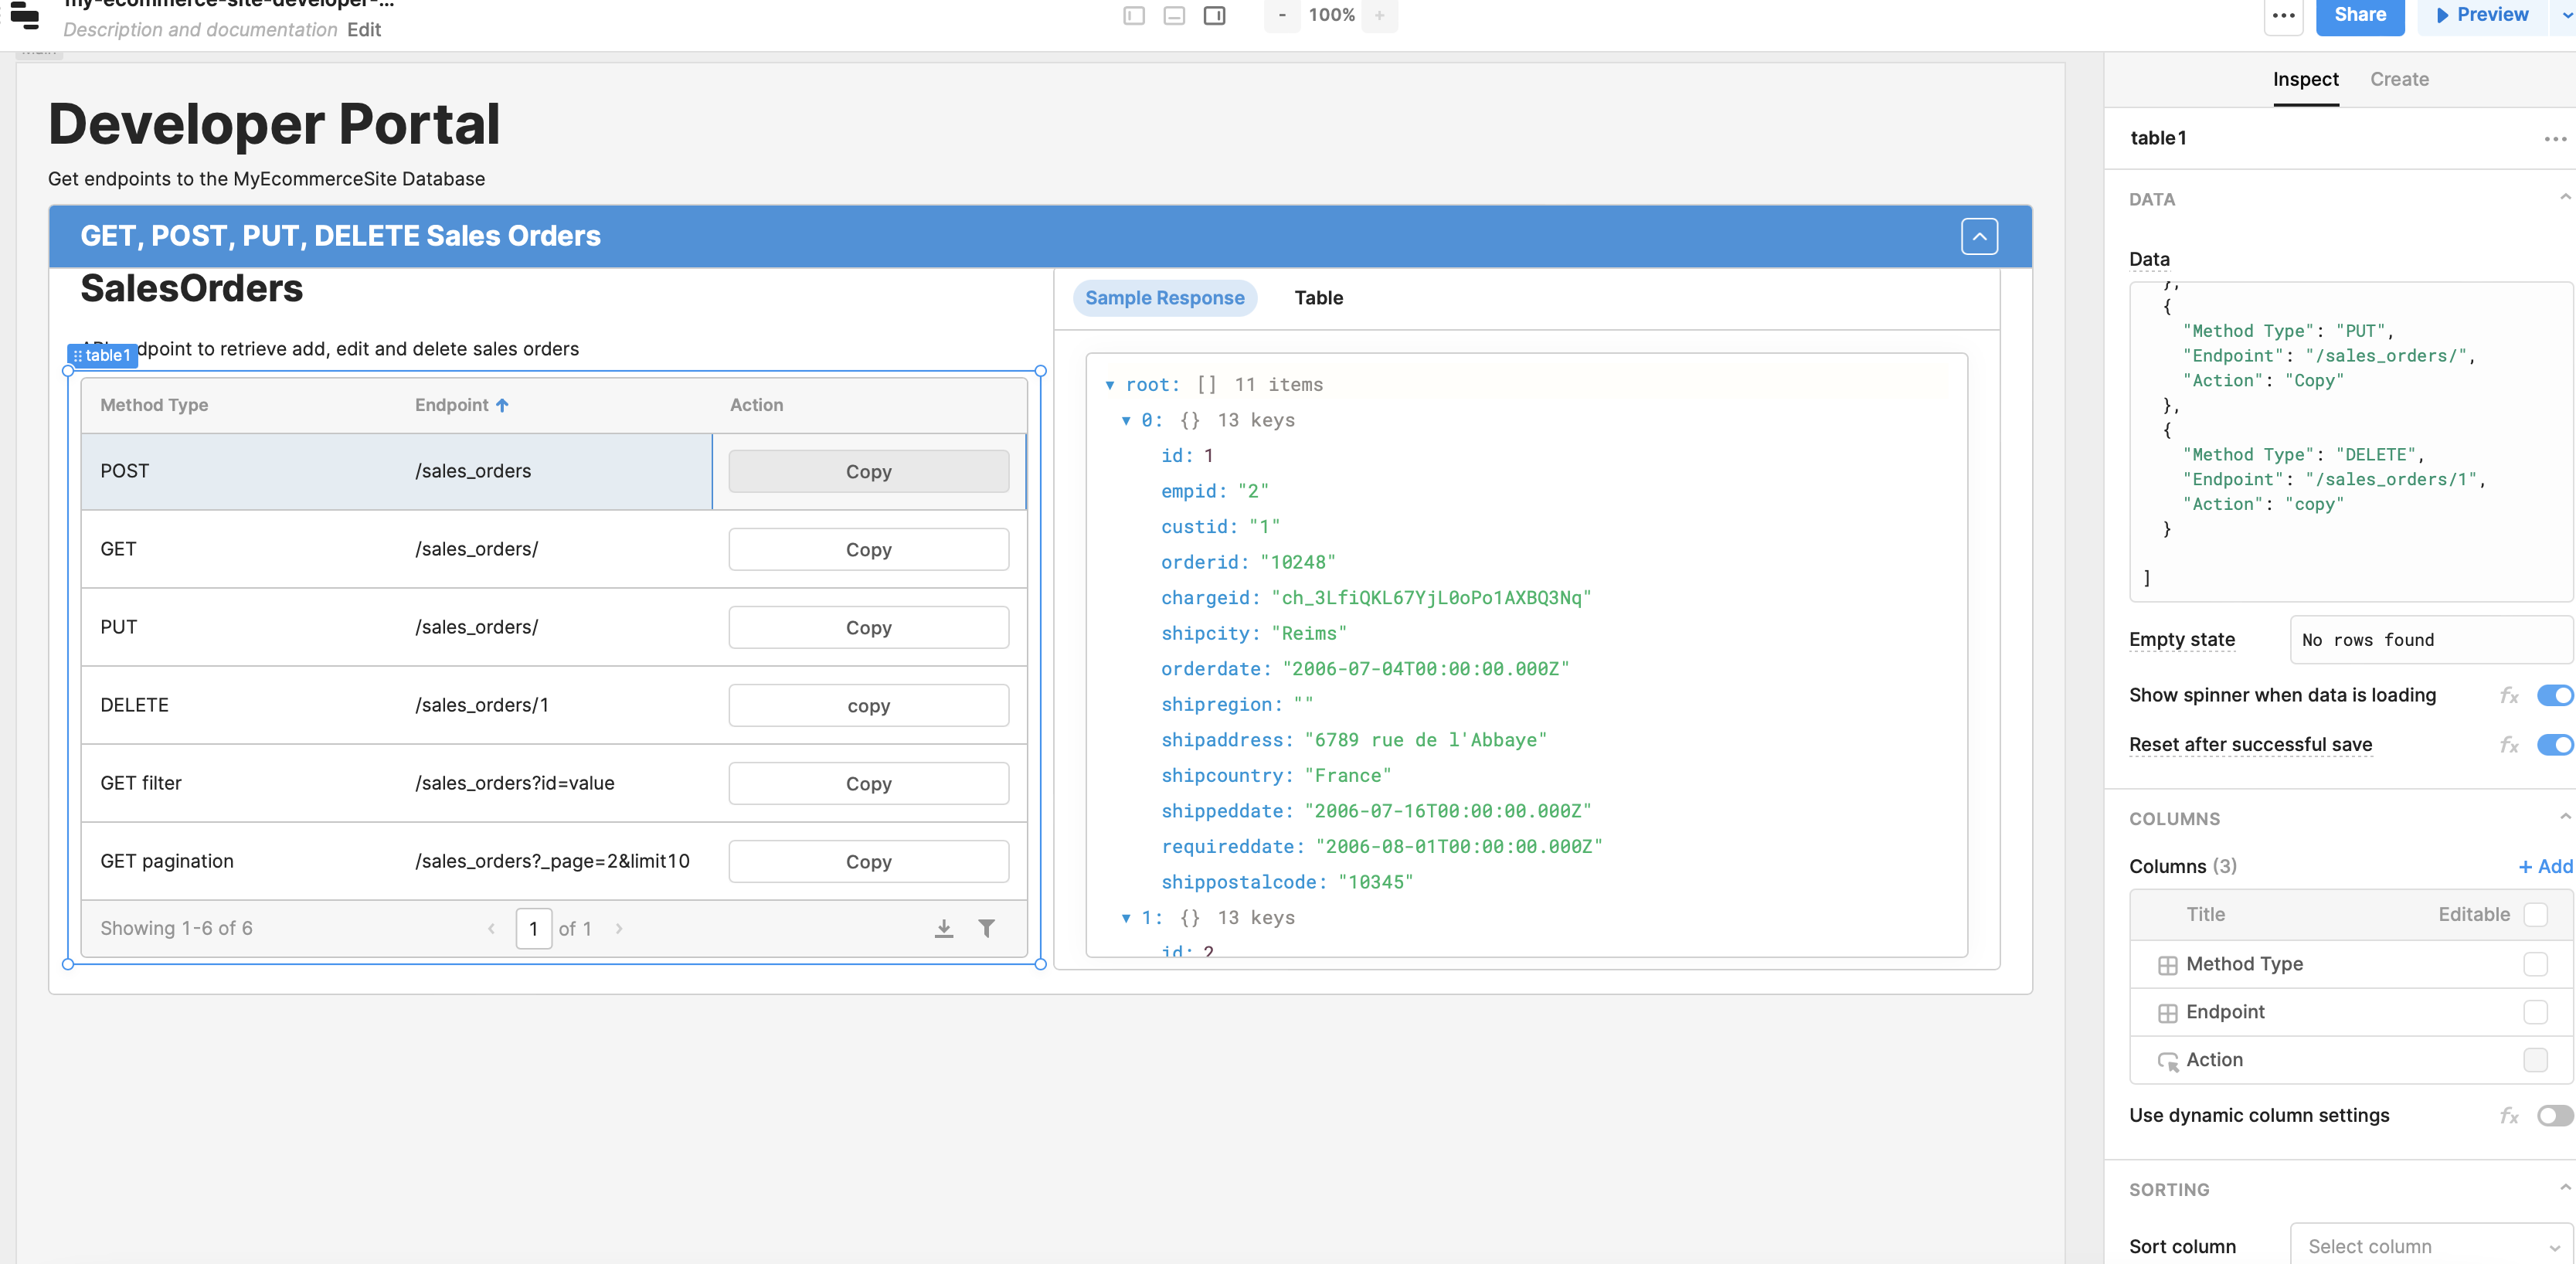 my-ecommerce-site-developer-...
Description and documentation Edit
- 100% +
... Share Preview
Developer Portal
Get endpoints to the MyEcommerceSite Database
GET, POST, PUT, DELETE Sales Orders
SalesOrders
endpoint to retrieve add, edit and delete sales orders
table1
Method Type Endpoint Action
POST /sales_orders Copy
GET /sales_orders/ Copy
PUT /sales_orders/ Copy
DELETE /sales_orders/1 copy
GET filter /sales_orders?id=value Copy
GET pagination /sales_orders?_page=2&limit10 Copy
Showing 1-6 of 6 1 of 1
Sample Response Table
root: [] 11 items
0: {} 13 keys
id: 1
empid: "2"
custid: "1"
orderid: "10248"
chargeid: "ch_3LfiQKL67YjL0oPo1AXBQ3Nq"
shipcity: "Reims"
orderdate: "2006-07-04T00:00:00.000Z"
shipregion: ""
shipaddress: "6789 rue de l'Abbaye"
shipcountry: "France"
shippeddate: "2006-07-16T00:00:00.000Z"
requireddate: "2006-08-01T00:00:00.000Z"
shippostalcode: "10345"
1: {} 13 keys
id: 2
Inspect Create
table1 ...
DATA
Data
},
{
"Method Type": "PUT",
"Endpoint": "/sales_orders/",
"Action": "Copy"
},
{
"Method Type": "DELETE",
"Endpoint": "/sales_orders/1",
"Action": "copy"
}
]
Empty state No rows found
Show spinner when data is loading fx
Reset after successful save fx
COLUMNS
Columns (3) + Add
Title Editable
Method Type
Endpoint
Action
Use dynamic column settings fx
SORTING
Sort column Select column